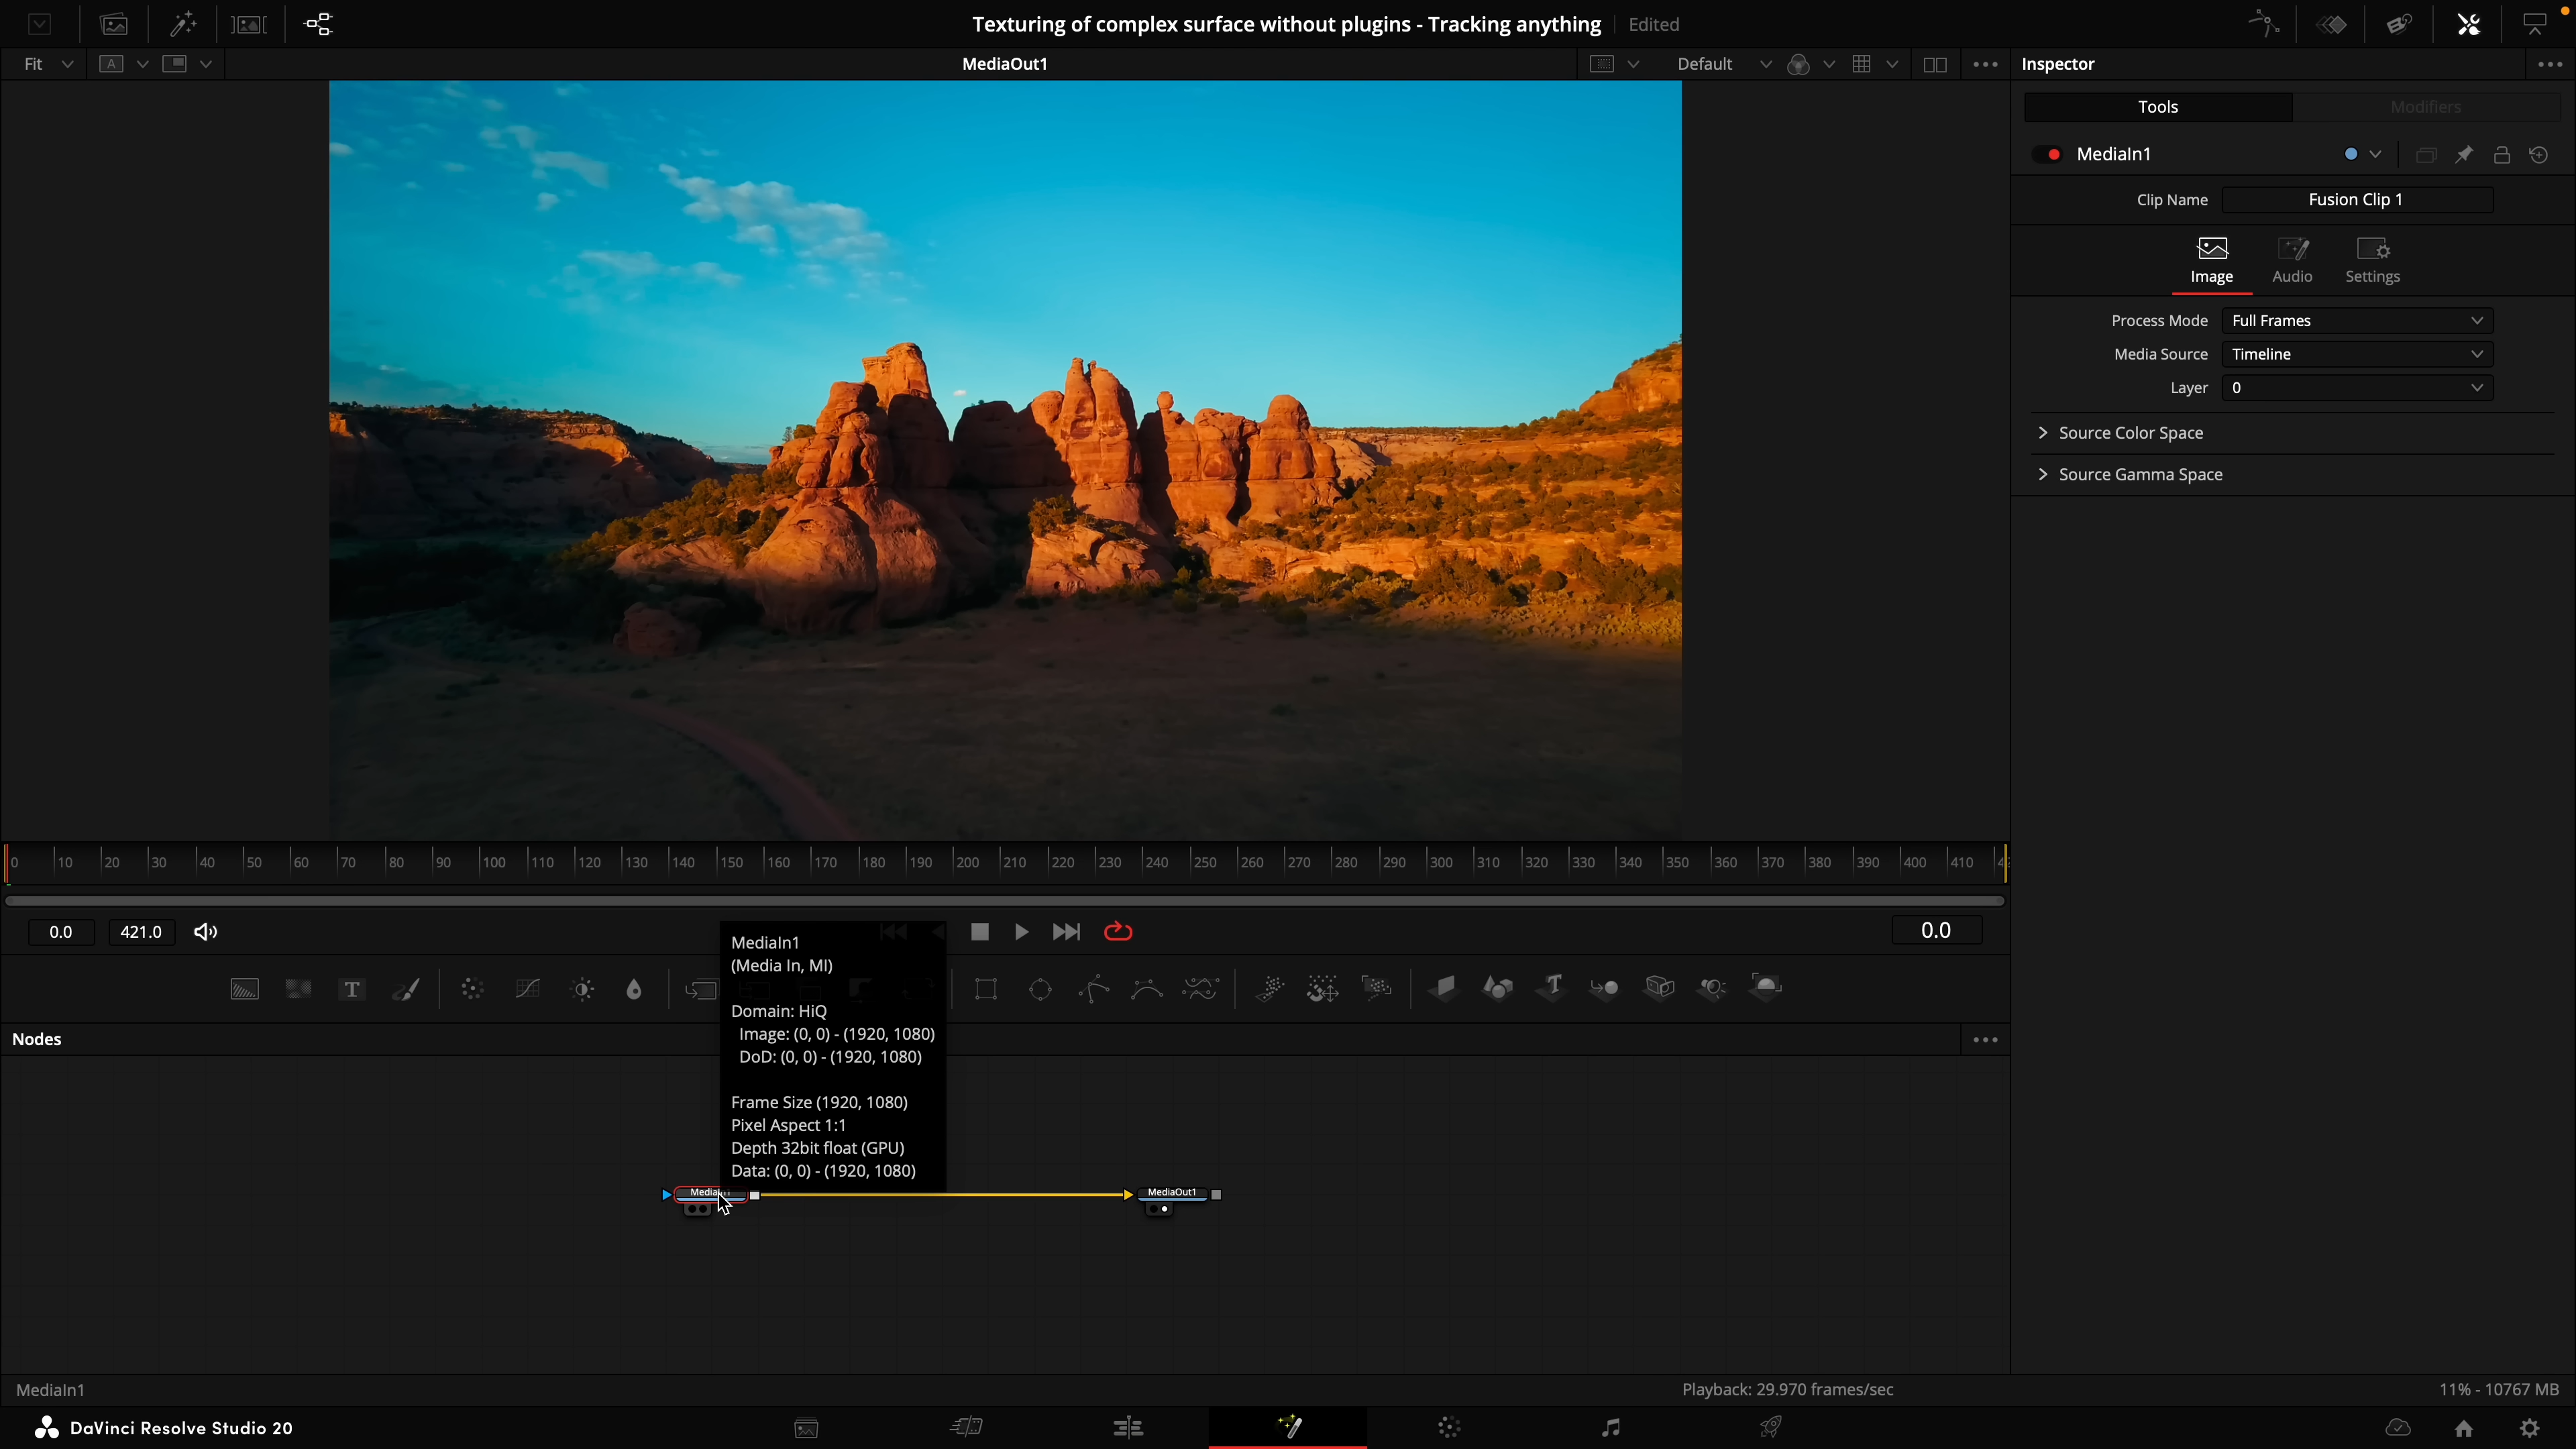 Texturing of complex surface without plugins - Tracking anything Edited
Fit A MediaOut1 Default Inspector
Tools Modifiers
MediaIn1
Clip Name Fusion Clip 1
Image Audio Settings
Process Mode Full Frames
Media Source Timeline
Layer 0
Source Color Space
Source Gamma Space
0 10 20 30 40 50 60 70 80 90 100 110 120 130 140 150 160 170 180 190 200 210 220 230 240 250 260 270 280 290 300 310 320 330 340 350 360 370 380 390 400 410
0.0 421.0 0.0
MediaIn1
(Media In, MI)
Domain: HiQ
Image: (0, 0) - (1920, 1080)
DoD: (0, 0) - (1920, 1080)
Frame Size (1920, 1080)
Pixel Aspect 1:1
Depth 32bit float (GPU)
Data: (0, 0) - (1920, 1080)
T
Nodes
MediaOut1
MediaIn1 Playback: 29.970 frames/sec 11% - 10767 MB
DaVinci Resolve Studio 20